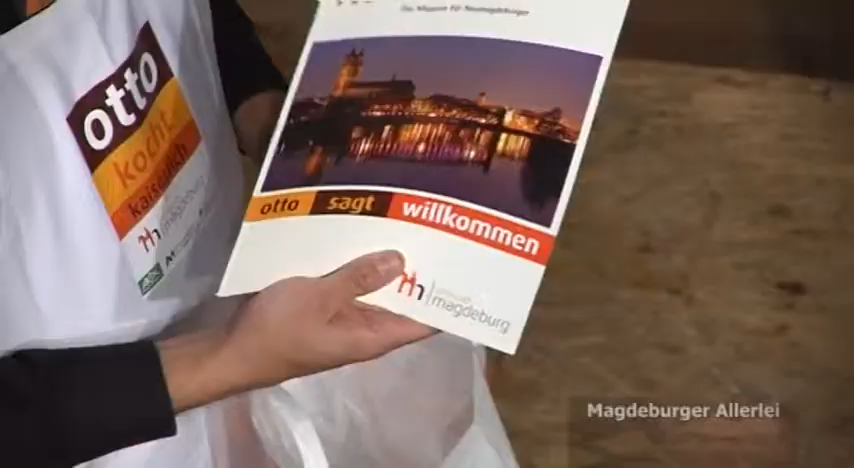 Das Magazin für Neumagdeburger
otto sagt willkommen
magdeburg
otto
kocht
kaiserlich
magdeburg
Magdeburger Allerlei